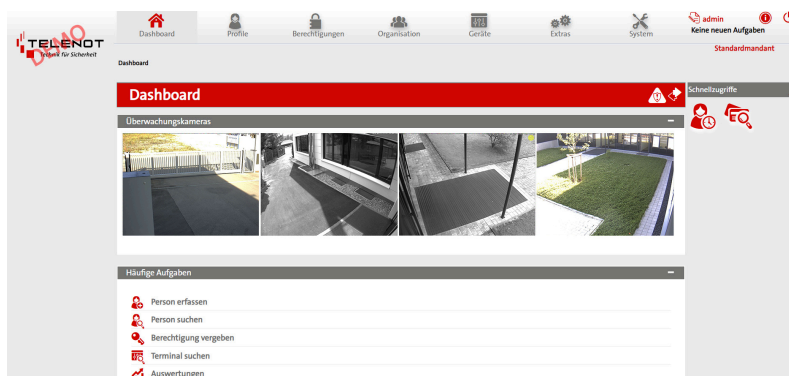 TELENOT
DEMO
Technik für Sicherheit
Dashboard
Profile
Berechtigungen
Organisation
Geräte
Extras
System
admin
Keine neuen Aufgaben
Standardmandant
Dashboard
Dashboard
Schnellzugriffe
Überwachungskameras
Häufige Aufgaben
Person erfassen
Person suchen
Berechtigung vergeben
Terminal suchen
Auswertungen